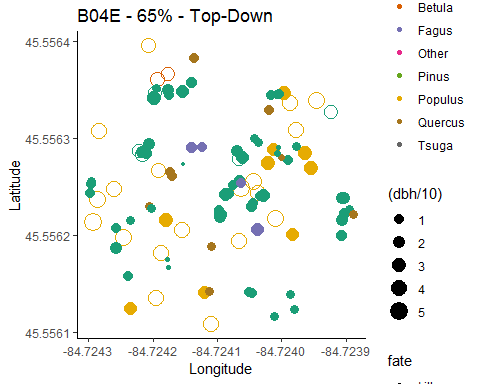 B04E - 65% - Top-Down
45.5564
45.5563
45.5562
45.5561
Latitude
-84.7243
-84.7242
-84.7241
-84.7240
-84.7239
Longitude
Betula
Fagus
Other
Pinus
Populus
Quercus
Tsuga
(dbh/10)
1
2
3
4
5
fate